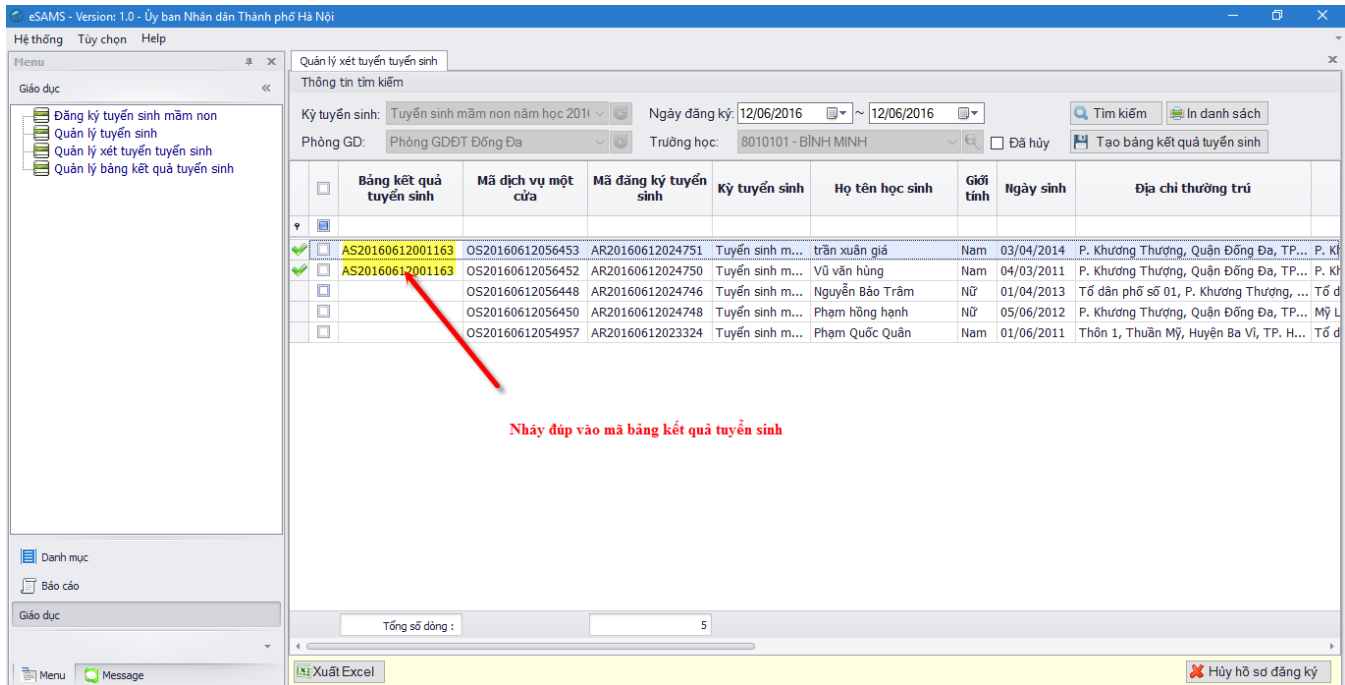 eSAMS - Version: 1.0 - Ủy ban Nhân dân Thành phố Hà Nội
Hệ thống Tùy chọn Help
Menu
Giáo dục
Đăng ký tuyển sinh mầm non
Quản lý tuyển sinh
Quản lý xét tuyển tuyển sinh
Quản lý bảng kết quả tuyển sinh
Danh mục
Báo cáo
Giáo dục
Menu Message
Quản lý xét tuyển tuyển sinh
Thông tin tìm kiếm
Kỳ tuyển sinh: Tuyển sinh mầm non năm học 201 Ngày đăng ký: 12/06/2016 ~ 12/06/2016 Tìm kiếm In danh sách
Phòng GD: Phòng GDĐT Đống Đa Trường học: 8010101 - BÌNH MINH Đã hủy Tạo bảng kết quả tuyển sinh
Bảng kết quả tuyển sinh Mã dịch vụ một cửa Mã đăng ký tuyển sinh Kỳ tuyển sinh Họ tên học sinh Giới tính Ngày sinh Địa chỉ thường trú
AS20160612001163 OS20160612056453 AR20160612024751 Tuyển sinh m... trần xuân giá Nam 03/04/2014 P. Khương Thượng, Quận Đống Đa, TP... P. Kh
AS20160612001163 OS20160612056452 AR20160612024750 Tuyển sinh m... Vũ văn hùng Nam 04/03/2011 P. Khương Thượng, Quận Đống Đa, TP... P. Kh
OS20160612056448 AR20160612024746 Tuyển sinh m... Nguyễn Bảo Trâm Nữ 01/04/2013 Tổ dân phố số 01, P. Khương Thượng, ... Tổ d
OS20160612056450 AR20160612024748 Tuyển sinh m... Phạm hồng hạnh Nữ 05/06/2012 P. Khương Thượng, Quận Đống Đa, TP... Mỹ L
OS20160612054957 AR20160612023324 Tuyển sinh m... Phạm Quốc Quân Nam 01/06/2011 Thôn 1, Thuần Mỹ, Huyện Ba Vì, TP. H... Tổ d
Nháy đúp vào mã bảng kết quả tuyển sinh
Tổng số dòng : 5
Xuất Excel Hủy hồ sơ đăng ký